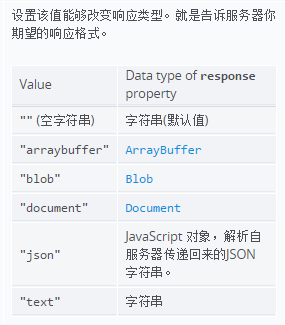 设置该值能够改变响应类型。就是告诉服务器你
期望的响应格式。
Value
Data type of response
property
"" (空字符串)
字符串(默认值)
"arraybuffer"
ArrayBuffer
"blob"
Blob
"document"
Document
"json"
JavaScript 对象，解析自
服务器传递回来的JSON
字符串。
"text"
字符串